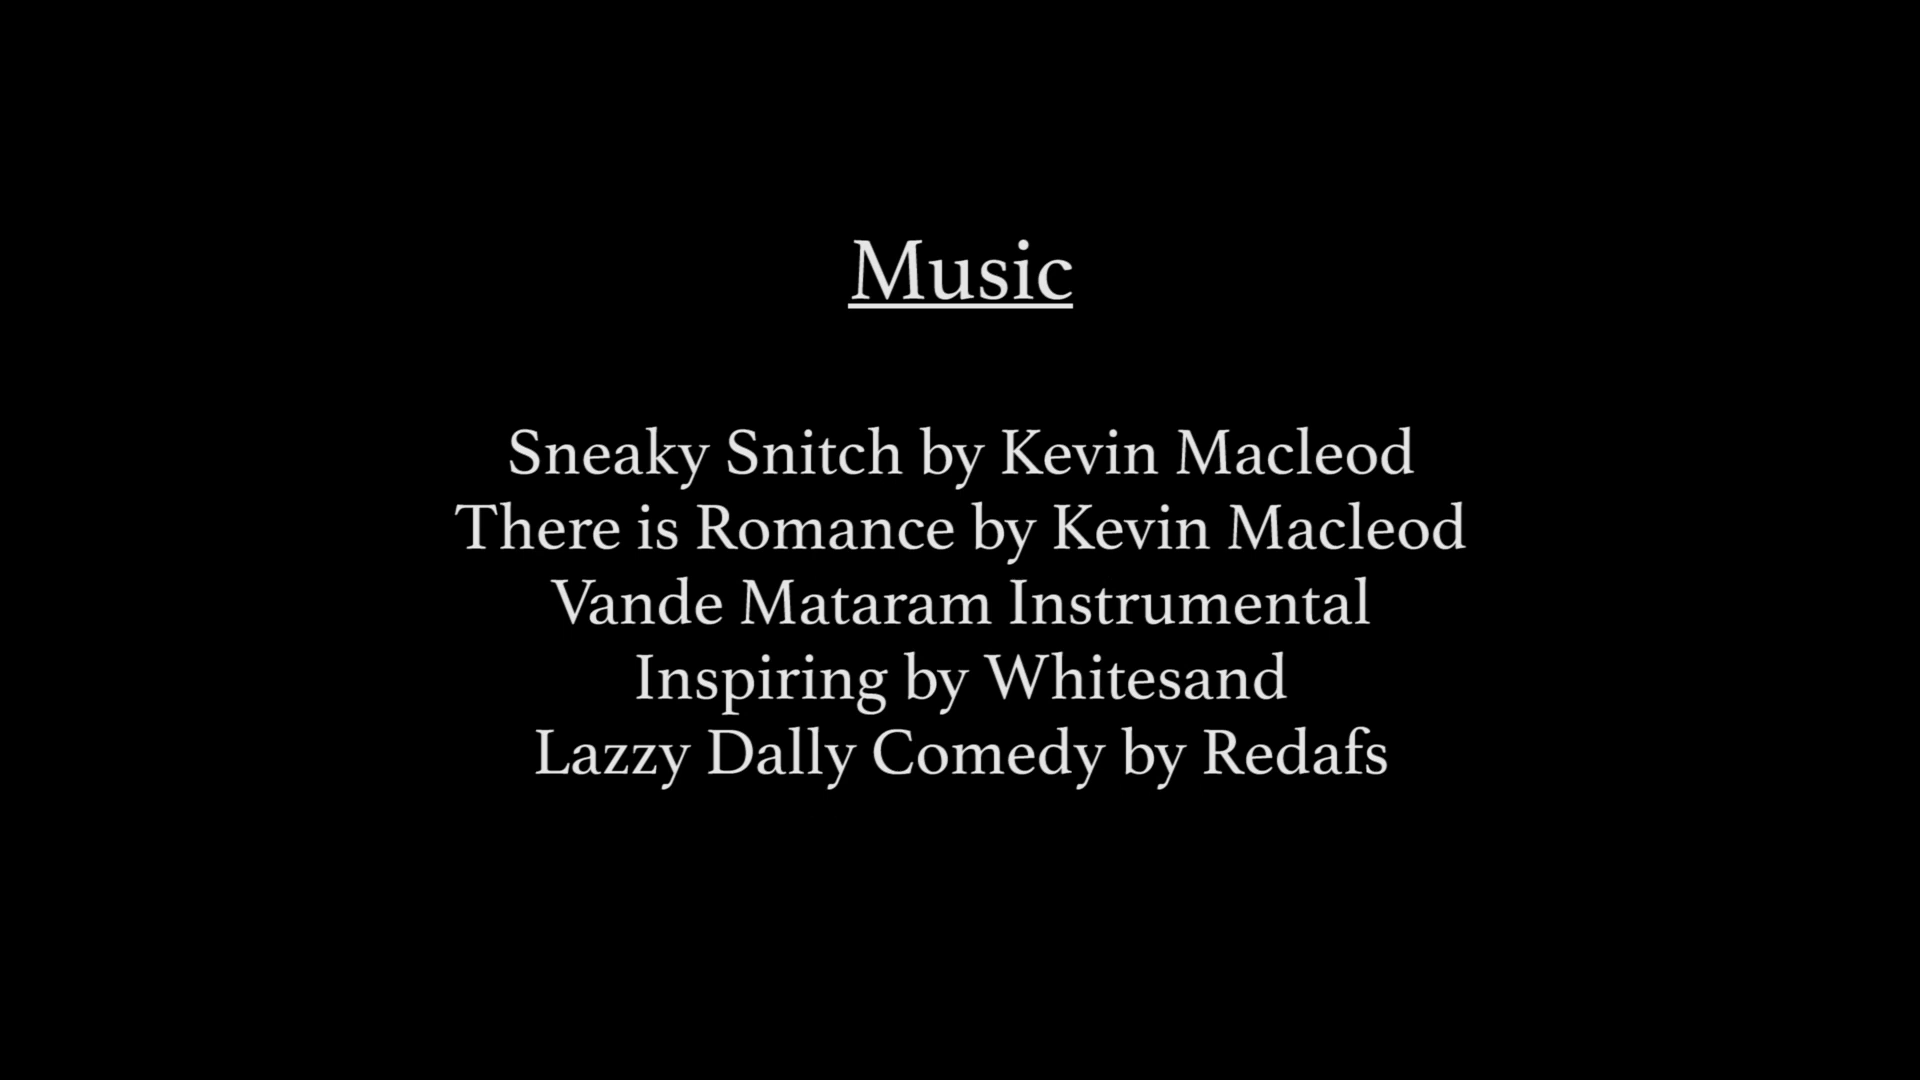 Music
Sneaky Snitch by Kevin Macleod
There is Romance by Kevin Macleod
Vande Mataram Instrumental
Inspiring by Whitesand
Lazzy Dally Comedy by Redafs